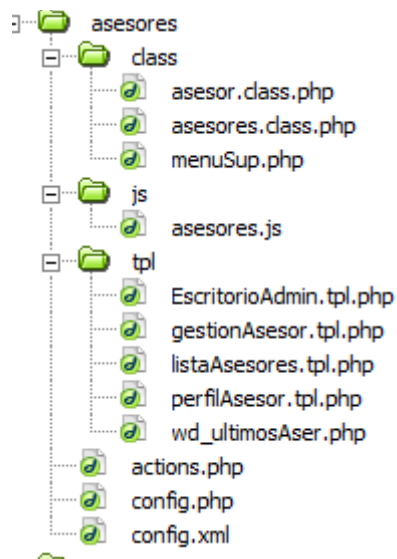 asesores
class
asesor.class.php
asesores.class.php
menuSup.php
js
asesores.js
tpl
EscritorioAdmin.tpl.php
gestionAsesor.tpl.php
listaAsesores.tpl.php
perfilAsesor.tpl.php
wd_ultimosAser.php
actions.php
config.php
config.xml